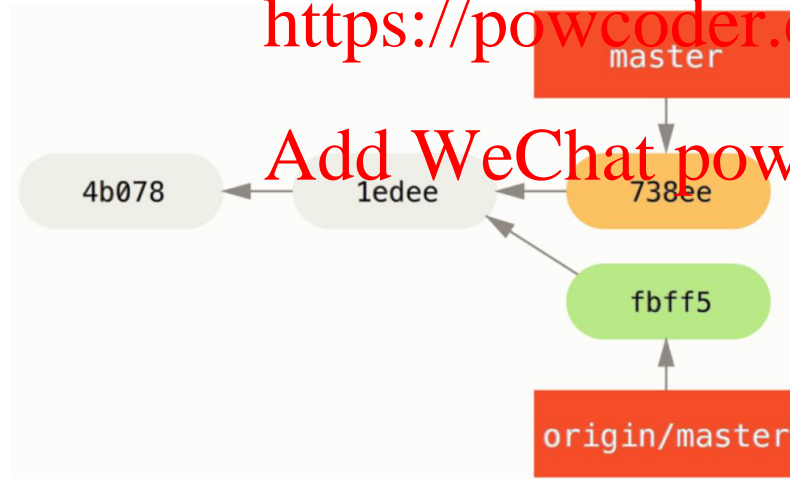 https://powcoder.
master
Add WeChat pow
4b078
1edee
738ee
fbff5
origin/master